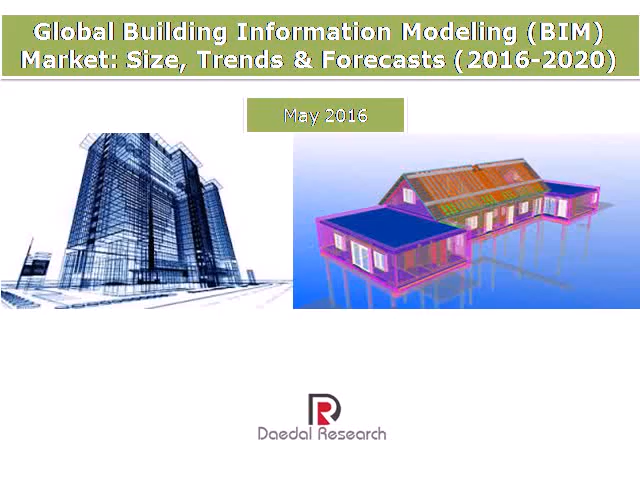 Global Building Information Modeling (BIM)
Market: Size, Trends & Forecasts (2016-2020)
May 2016
Daedal Research